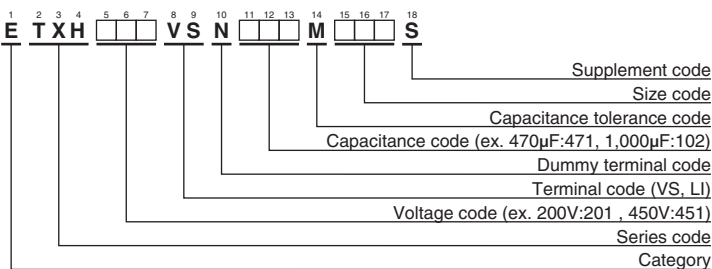 1 2 3 4 5 6 7 8 9 10 11 12 13 14 15 16 17 18
E TXH □□□ VS N □□□ M □□□ S
Supplement code
Size code
Capacitance tolerance code
Capacitance code (ex. 470µF:471, 1,000µF:102)
Dummy terminal code
Terminal code (VS, LI)
Voltage code (ex. 200V:201 , 450V:451)
Series code
Category